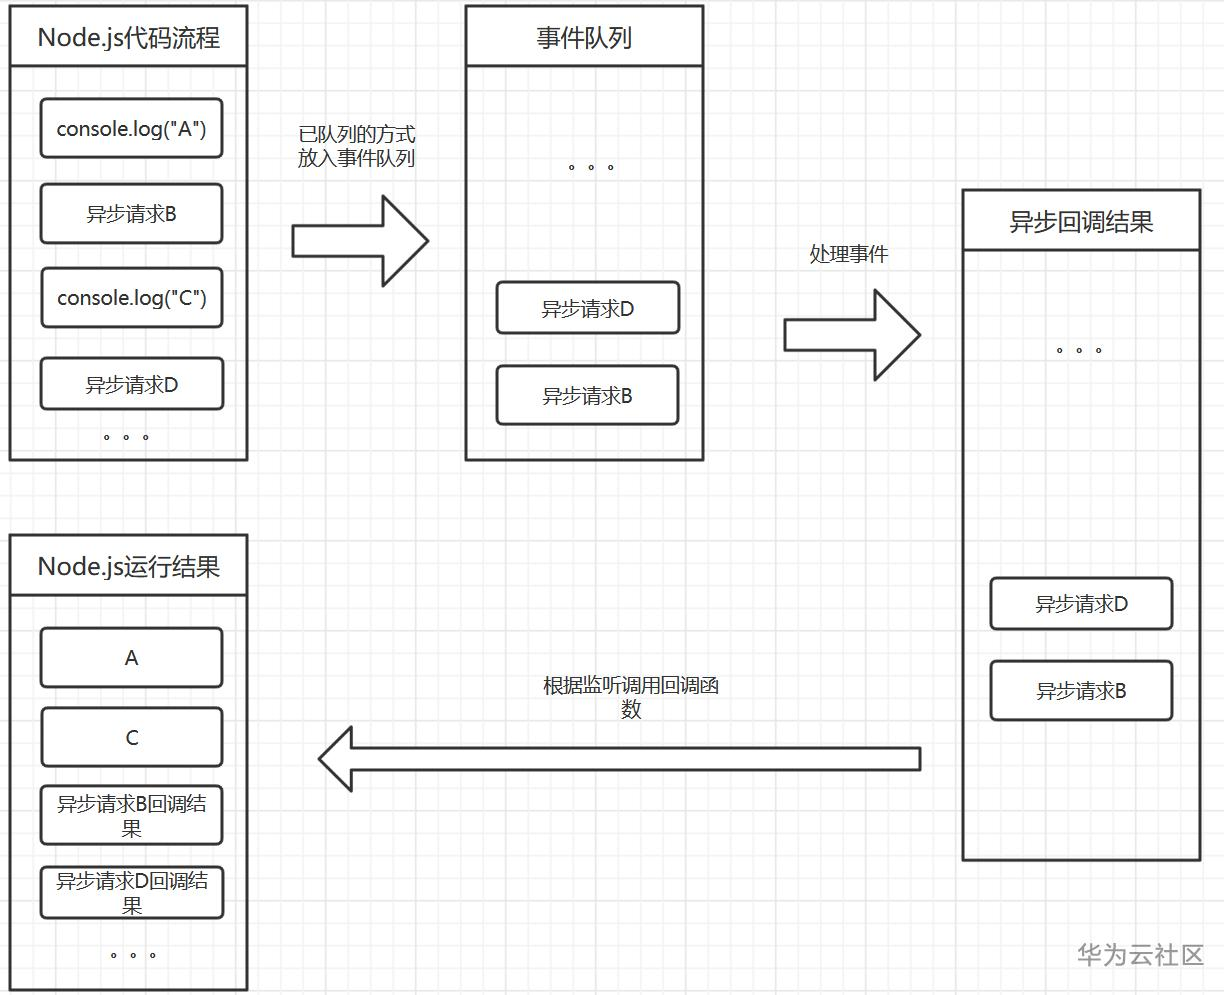 Node.js代码流程
console.log("A")
异步请求B
console.log("C")
异步请求D
。。。
已队列的方式
放入事件队列
事件队列
。。。
异步请求D
异步请求B
处理事件
异步回调结果
。。。
异步请求D
异步请求B
根据监听调用回调函
数
Node.js运行结果
A
C
异步请求B回调结
果
异步请求D回调结
果
。。。
华为云社区